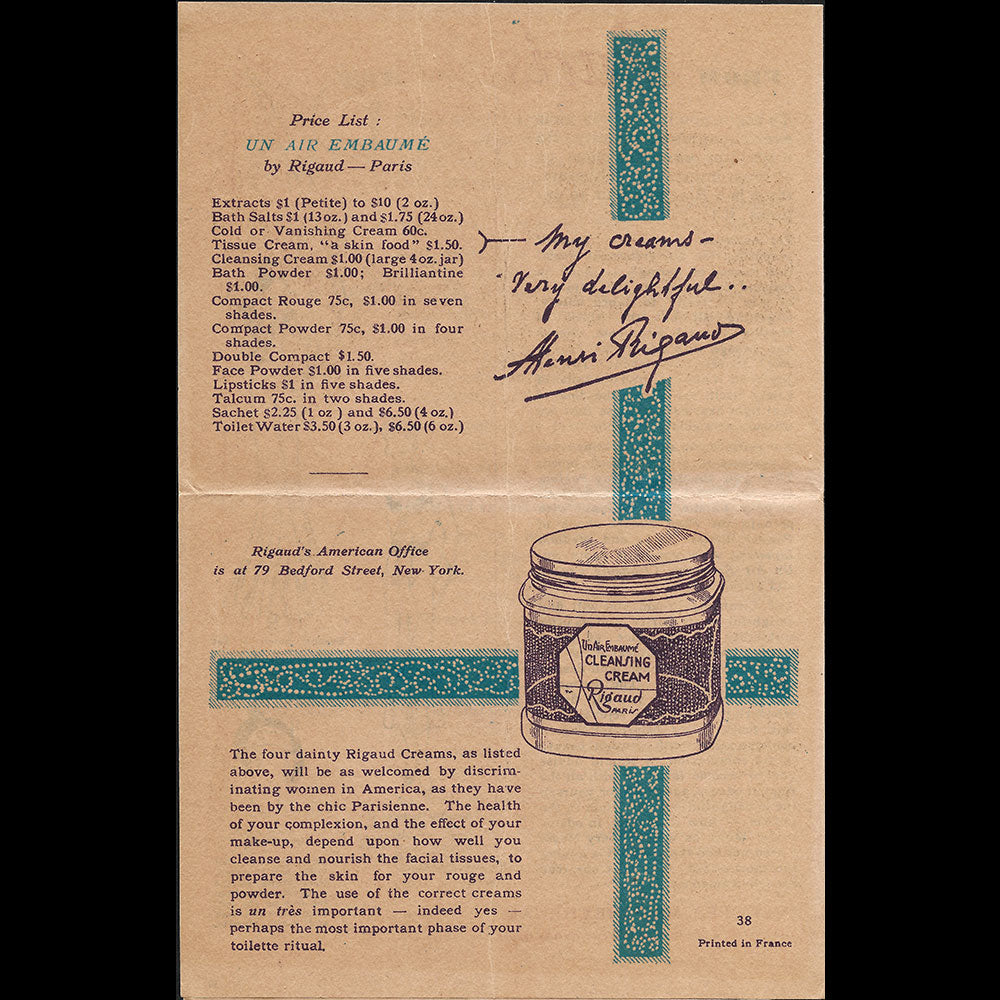 Price List :
UN AIR EMBAUMÉ
by Rigaud — Paris
Extracts $1 (Petite) to $10 (2 oz.)
Bath Salts $1 (13 oz.) and $1.75 (24 oz.)
Cold or Vanishing Cream 60c.
Tissue Cream, “a skin food” $1.50.
Cleansing Cream $1.00 (large 4 oz. jar)
Bath Powder $1.00; Brilliantine
$1.00.
Compact Rouge 75c, $1.00 in seven
shades.
Compact Powder 75c, $1.00 in four
shades.
Double Compact $1.50.
Face Powder $1.00 in five shades.
Lipsticks $1 in five shades.
Talcum 75c. in two shades.
Sachet $2.25 (1 oz ) and $6.50 (4 oz.)
Toilet Water $3.50 (3 oz.), $6.50 (6 oz.)
My creams -
Very delightful ..
Henri Rigaud
Rigaud's American Office
is at 79 Bedford Street, New York.
Un Air Embaumé
CLEANSING
CREAM
Rigaud
PARIS
The four dainty Rigaud Creams, as listed
above, will be as welcomed by discrim-
inating women in America, as they have
been by the chic Parisienne. The health
of your complexion, and the effect of your
make-up, depend upon how well you
cleanse and nourish the facial tissues, to
prepare the skin for your rouge and
powder. The use of the correct creams
is un très important — indeed yes —
perhaps the most important phase of your
toilette ritual.
38
Printed in France